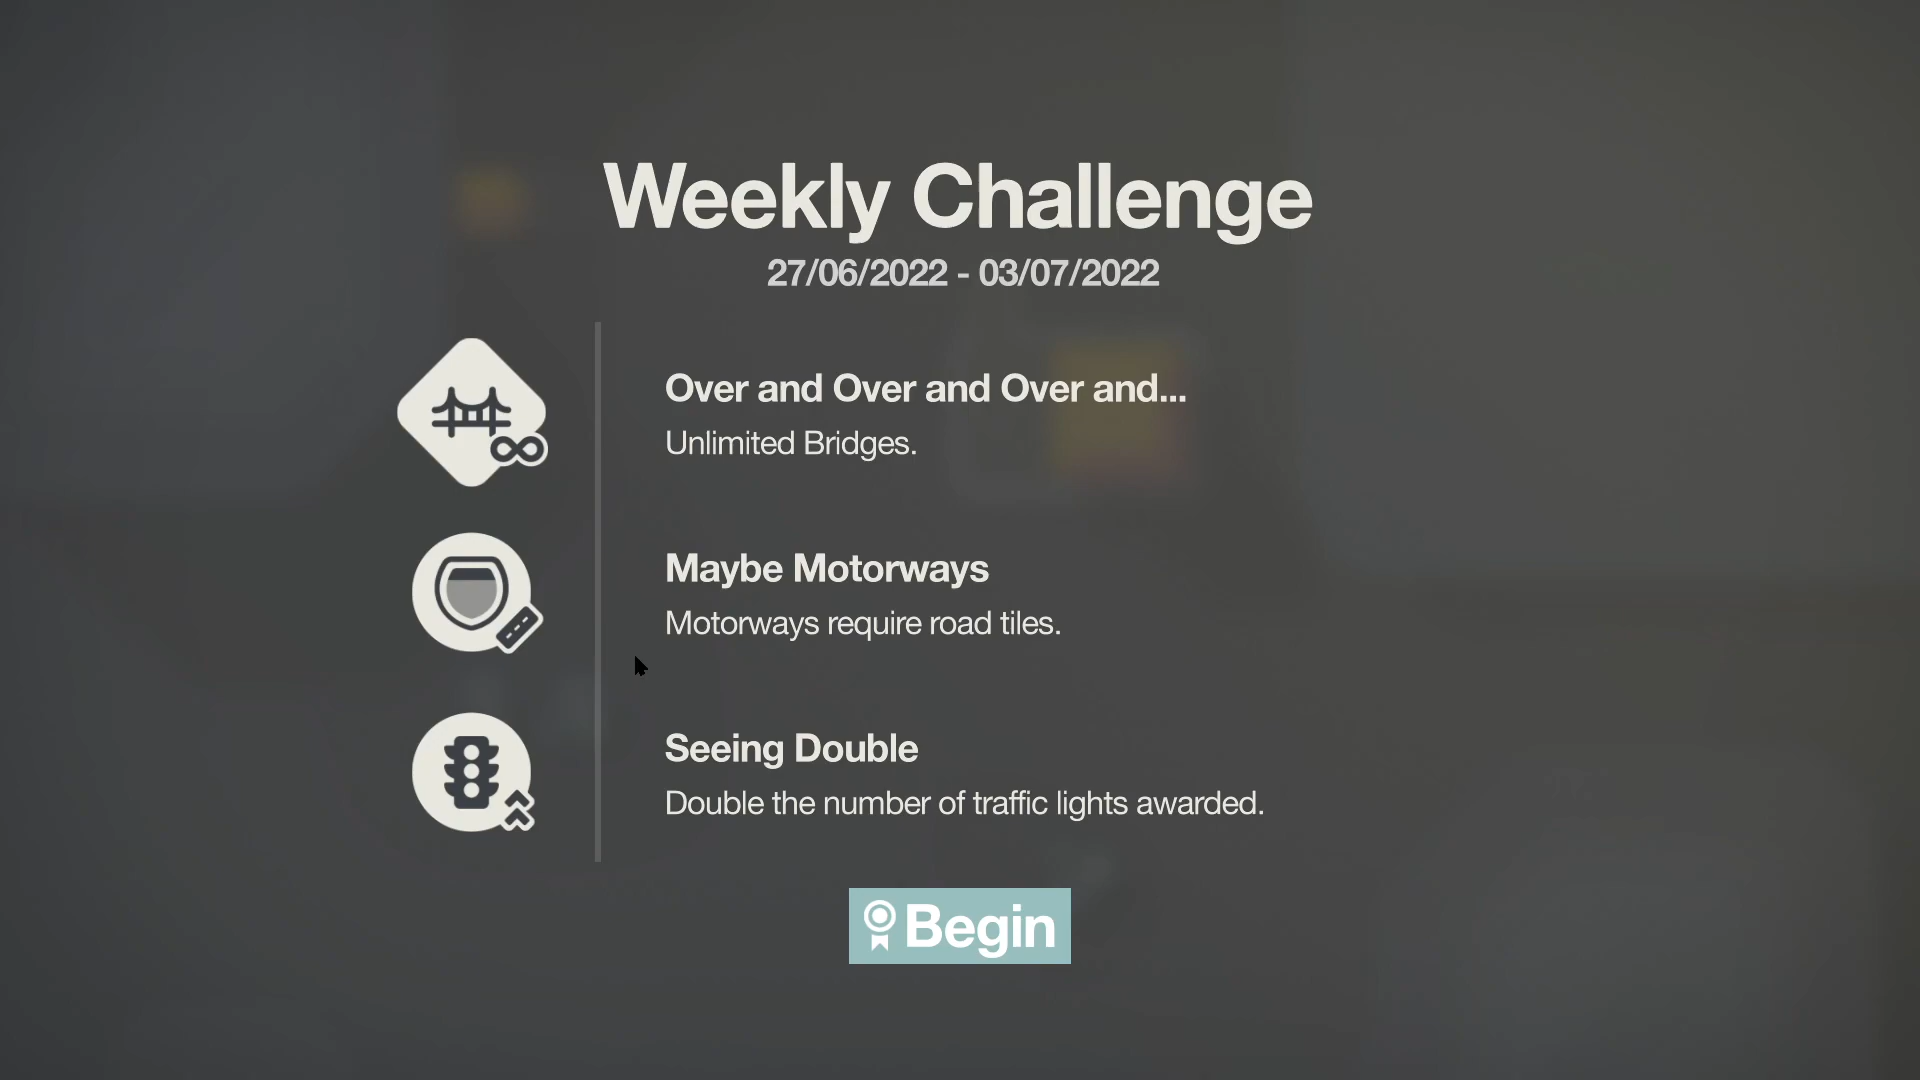 Weekly Challenge
27/06/2022 - 03/07/2022
Over and Over and Over and...
Unlimited Bridges.
Maybe Motorways
Motorways require road tiles.
Seeing Double
Double the number of traffic lights awarded.
Begin